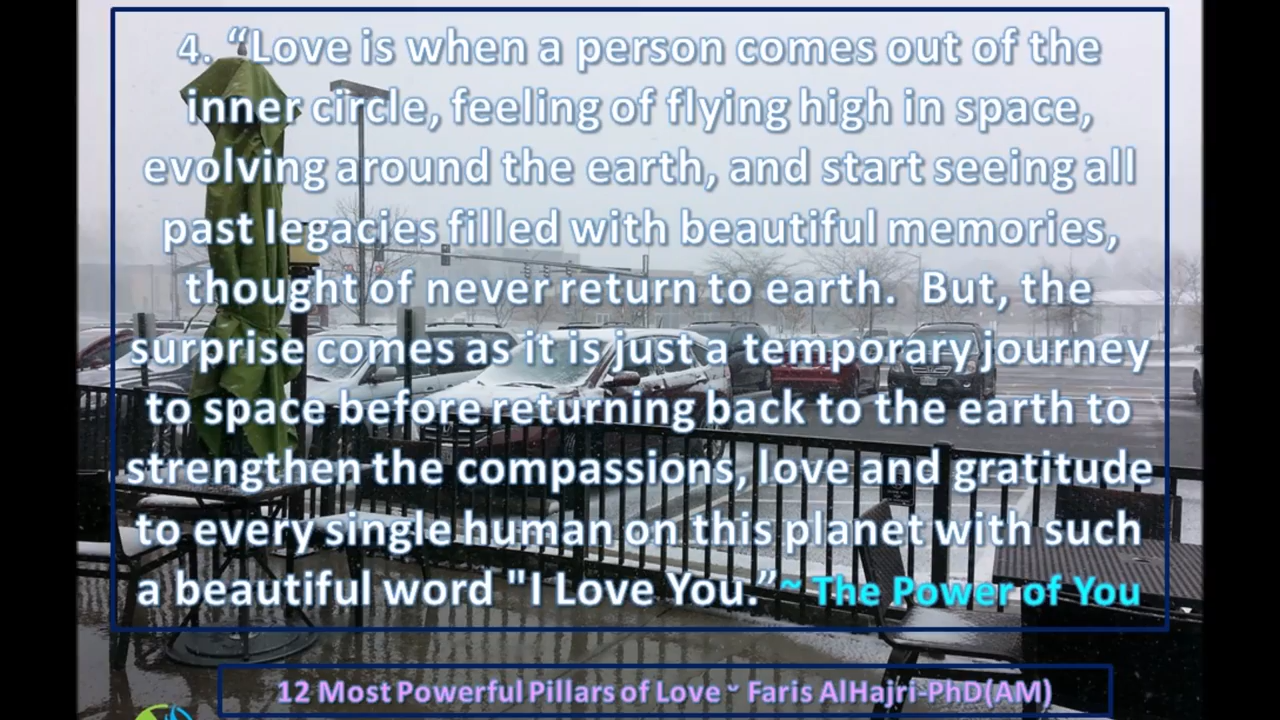 4. “Love is when a person comes out of the
inner circle, feeling of flying high in space,
evolving around the earth, and start seeing all
past legacies filled with beautiful memories,
thought of never return to earth.  But, the
surprise comes as it is just a temporary journey
to space before returning back to the earth to
strengthen the compassions, love and gratitude
to every single human on this planet with such
a beautiful word "I Love You.” ~ The Power of You
12 Most Powerful Pillars of Love ~ Faris AlHajri-PhD(AM)